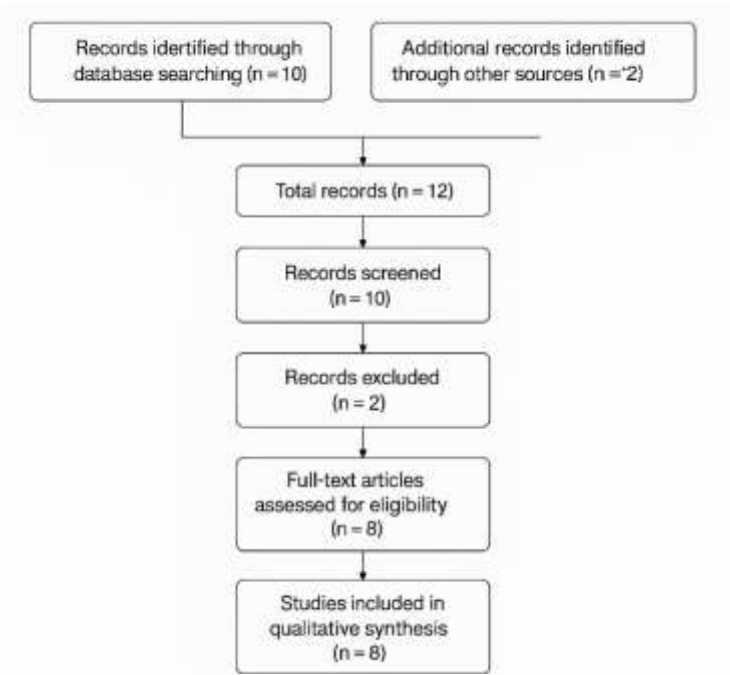 Records idertified through
database searching (n = 10)
Additional records identified
through other sources (n =‘2)
Total records (n = 12)
Records screened
(n = 10)
Records excluded
(n = 2)
Full-text articles
assessed for eligibility
(n = 8)
Studies included in
qualitative synthesis
(n = 8)